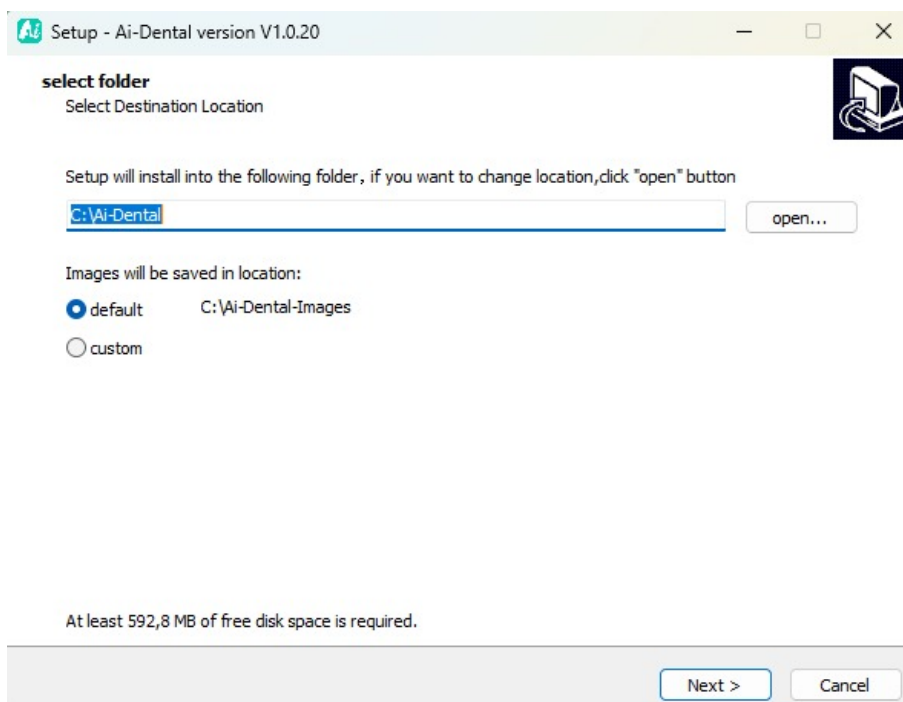 Ai Setup - Ai-Dental version V1.0.20
select folder
Select Destination Location
Setup will install into the following folder，if you want to change location,click "open" button
C:\Ai-Dental
open...
Images will be saved in location:
default C:\Ai-Dental-Images
custom
At least 592,8 MB of free disk space is required.
Next >
Cancel